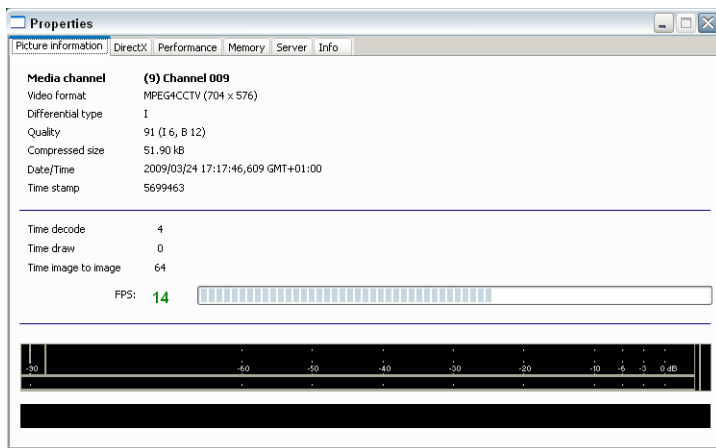 Properties
Picture information DirectX Performance Memory Server Info
Media channel (9) Channel 009
Video format MPEG4CCTV (704 x 576)
Differential type I
Quality 91 (I 6, B 12)
Compressed size 51.90 kB
Date/Time 2009/03/24 17:17:46,609 GMT+01:00
Time stamp 5699463
Time decode 4
Time draw 0
Time image to image 64
FPS: 14
-90 -60 -50 -40 -30 -20 -10 -6 -3 0 dB